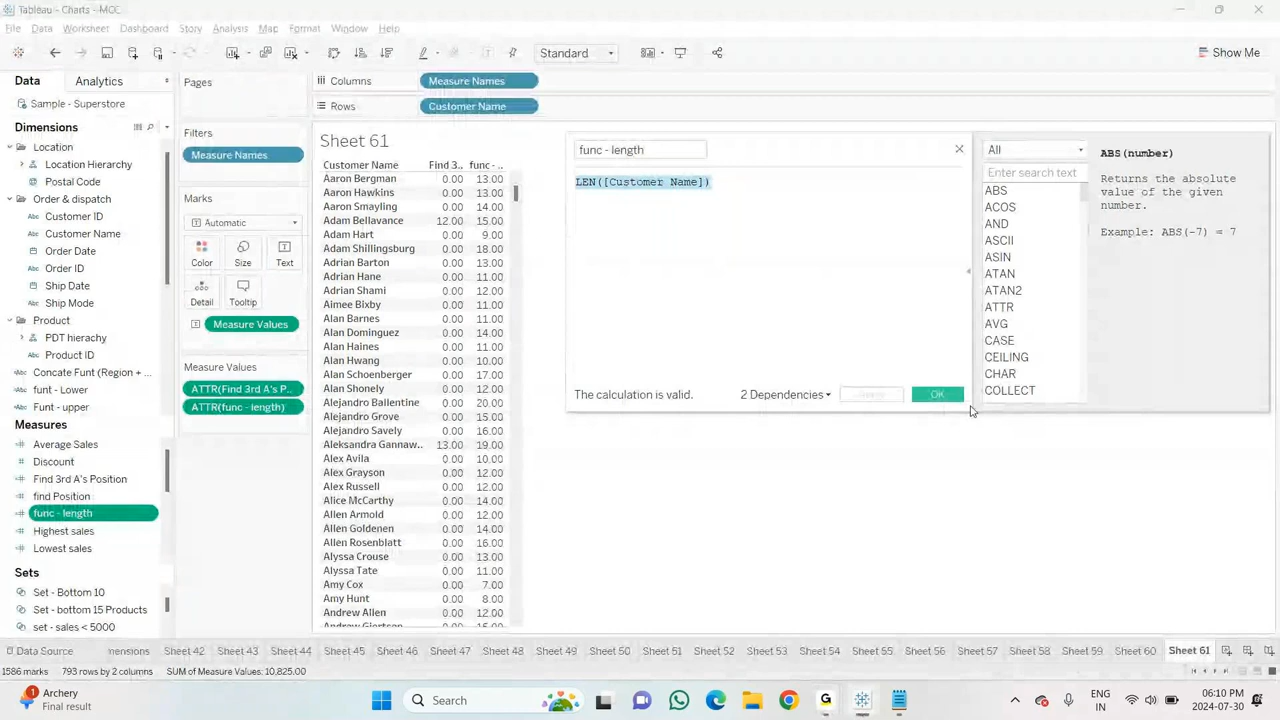 Tableau - Charts - MOC
File Data Worksheet Dashboard Story Analysis Map Format Window Help
Standard
Show Me
Data Analytics
Sample - Superstore
Dimensions
Location
Location Hierarchy
Postal Code
Order & dispatch
Customer ID
Customer Name
Order Date
Order ID
Ship Date
Ship Mode
Product
PDT hierachy
Product ID
Concate Funt (Region + ...
funt - Lower
Funt - upper
Measures
Average Sales
Discount
Find 3rd A's Position
find Position
func - length
Highest sales
Lowest sales
Sets
Set - Bottom 10
Set - bottom 15 Products
set - sales < 5000
Pages
Filters
Measure Names
Marks
Automatic
Color Size Text
Detail Tooltip
Measure Values
Measure Values
ATTR(Find 3rd A's P..
ATTR(func - length)
Columns Measure Names
Rows Customer Name
Sheet 61
Customer Name Find 3.. func - ..
Aaron Bergman 0.00 13.00
Aaron Hawkins 0.00 13.00
Aaron Smayling 0.00 14.00
Adam Bellavance 12.00 15.00
Adam Hart 0.00 9.00
Adam Shillingsburg 0.00 18.00
Adrian Barton 0.00 13.00
Adrian Hane 0.00 11.00
Adrian Shami 0.00 12.00
Aimee Bixby 0.00 11.00
Alan Barnes 0.00 11.00
Alan Dominguez 0.00 14.00
Alan Haines 0.00 11.00
Alan Hwang 0.00 10.00
Alan Schoenberger 0.00 17.00
Alan Shonely 0.00 12.00
Alejandro Ballentine 0.00 20.00
Alejandro Grove 0.00 15.00
Alejandro Savely 0.00 16.00
Aleksandra Gannaw.. 13.00 19.00
Alex Avila 0.00 10.00
Alex Grayson 0.00 12.00
Alex Russell 0.00 12.00
Alice McCarthy 0.00 14.00
Allen Armold 0.00 12.00
Allen Goldenen 0.00 14.00
Allen Rosenblatt 0.00 16.00
Alyssa Crouse 0.00 13.00
Alyssa Tate 0.00 11.00
Amy Cox 0.00 7.00
Amy Hunt 0.00 8.00
Andrew Allen 0.00 12.00
Andrew Gjertson 0.00 15.00
func - length
LEN([Customer Name])
The calculation is valid.
2 Dependencies
OK
All
Enter search text
ABS
ACOS
AND
ASCII
ASIN
ATAN
ATAN2
ATTR
AVG
CASE
CEILING
CHAR
COLLECT
ABS(number)
Returns the absolute
value of the given
number.
Example: ABS(-7) = 7
Data Source imensions Sheet 42 Sheet 43 Sheet 44 Sheet 45 Sheet 46 Sheet 47 Sheet 48 Sheet 49 Sheet 50 Sheet 51 Sheet 52 Sheet 53 Sheet 54 Sheet 55 Sheet 56 Sheet 57 Sheet 58 Sheet 59 Sheet 60 Sheet 61
1586 marks 793 rows by 2 columns SUM of Measure Values: 10,825.00
1
Archery
Final result
Search
ENG
IN
06:10 PM
2024-07-30